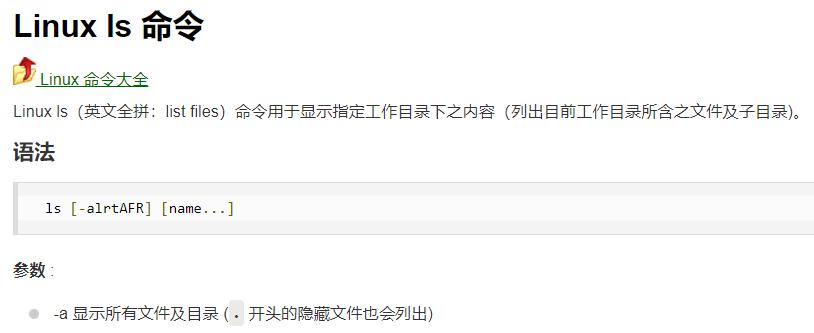 Linux ls 命令
Linux 命令大全
Linux ls（英文全拼：list files）命令用于显示指定工作目录下之内容（列出目前工作目录所含之文件及子目录)。
语法
ls [-alrtAFR] [name...]
参数 :
-a 显示所有文件及目录 (. 开头的隐藏文件也会列出)